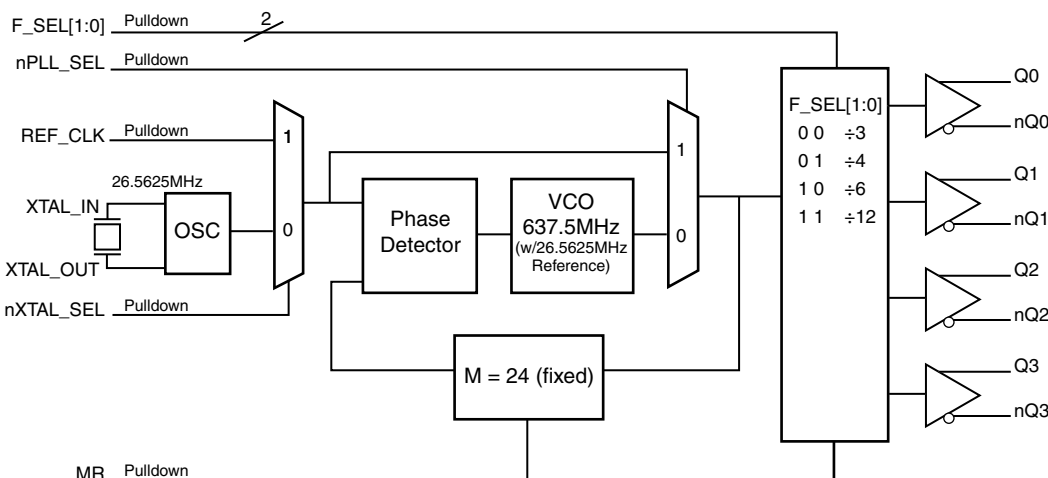 F_SEL[1:0] Pulldown 2
nPLL_SEL Pulldown
REF_CLK Pulldown
1
26.5625MHz
XTAL_IN
OSC
0
XTAL_OUT
nXTAL_SEL Pulldown
Phase
Detector
VCO
637.5MHz
(w/26.5625MHz
Reference)
1
0
M = 24 (fixed)
F_SEL[1:0]
0 0 ÷3
0 1 ÷4
1 0 ÷6
1 1 ÷12
Q0
nQ0
Q1
nQ1
Q2
nQ2
Q3
nQ3
MR Pulldown